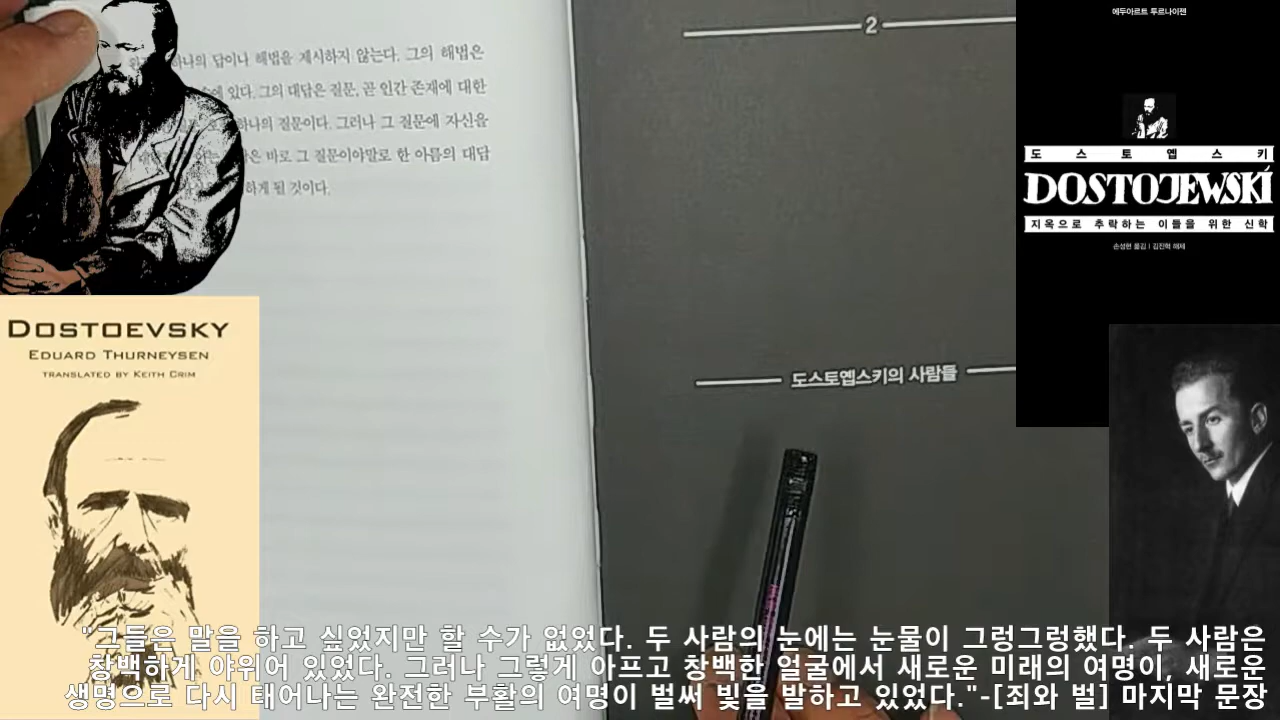 하나의 답이나 해법을 제시하지 않는다. 그의 해법은
에 있다. 그의 대답은 질문, 곧 인간 존재에 대한
하나의 질문이다. 그러나 그 질문에 자신을
은 바로 그 질문이야말로 한 아름의 대답
하게 될 것이다.
2
도스토옙스키의 사람들
에두아르트 투르나이젠
도스토옙스키
DOSTOJEWSKI
지옥으로 추락하는 이들을 위한 신학
손성현 옮김 | 김진혁 해제
DOSTOEVSKY
EDUARD THURNEYSEN
TRANSLATED BY KEITH CRIM
"그들은 말을 하고 싶었지만 할 수가 없었다. 두 사람의 눈에는 눈물이 그렁그렁했다. 두 사람은
창백하게 야위어 있었다. 그러나 그렇게 아프고 창백한 얼굴에서 새로운 미래의 여명이, 새로운
생명으로 다시 태어나는 완전한 부활의 여명이 벌써 빛을 발하고 있었다."-[죄와 벌] 마지막 문장